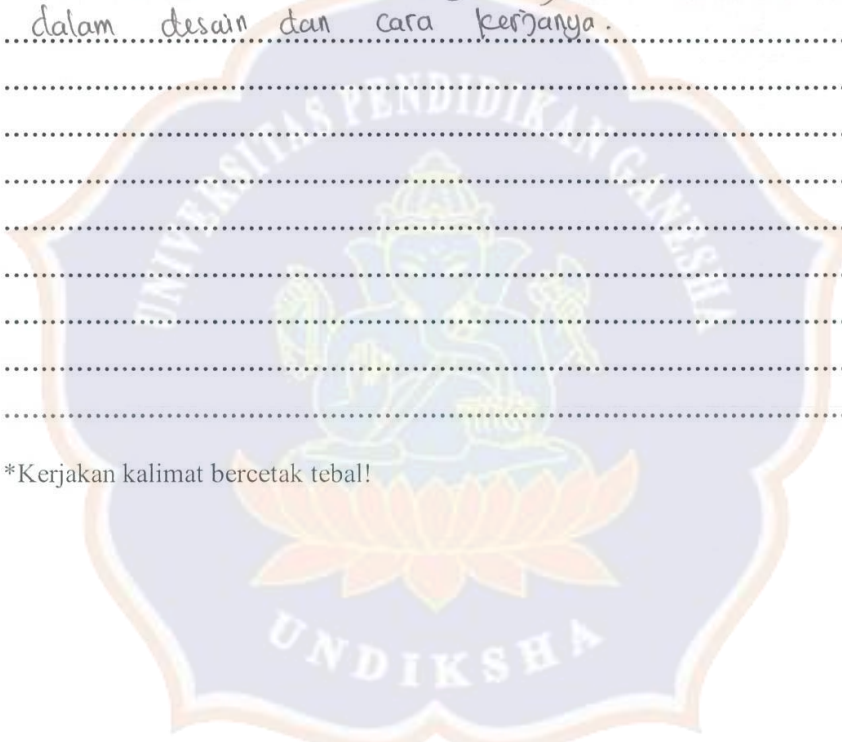 dalam desain dan cara kerjanya.
UNIVERSITAS PENDIDIKAN GANESHA
*Kerjakan kalimat bercetak tebal!
UNDIKSHA